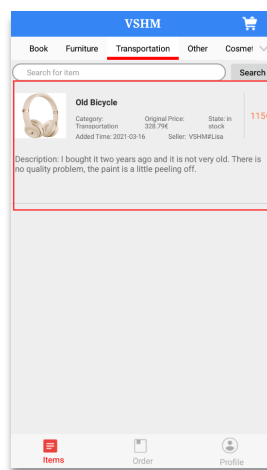 VSHM
Book Furniture Transportation Other Cosmet
Search for item Search
Old Bicycle
Category: Original Price: State: in
Transportation 328.79€ stock 115€
Added Time: 2021-03-16 Seller: VSHM#Lisa
Description: I bought it two years ago and it is not very old. There is
no quality problem, the paint is a little peeling off.
Items Order Profile